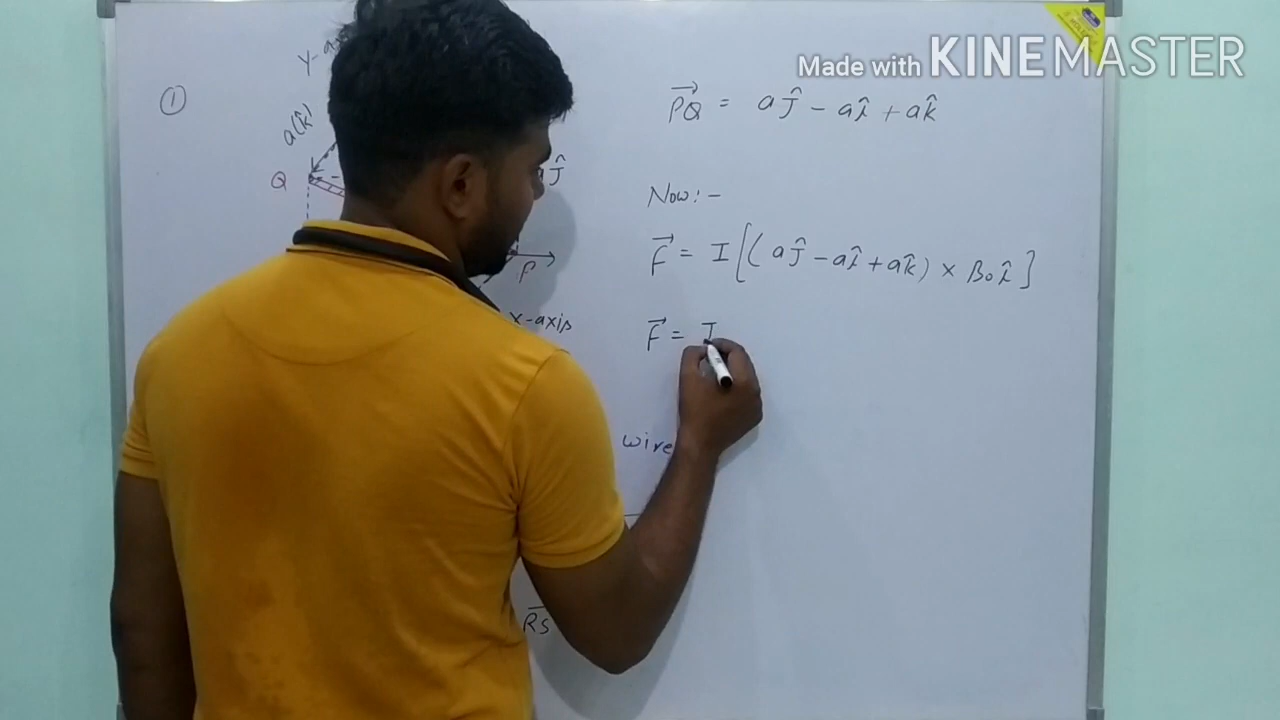 Made with KINEMASTER
①
Y-a
a(k̂)
Q
aĴ
P
X-axis
PQ⃗ = aĴ - aî + ak̂
Now:-
F⃗ = I[(aĴ - aî + ak̂) × B₀î]
F⃗ = I
wire
RS